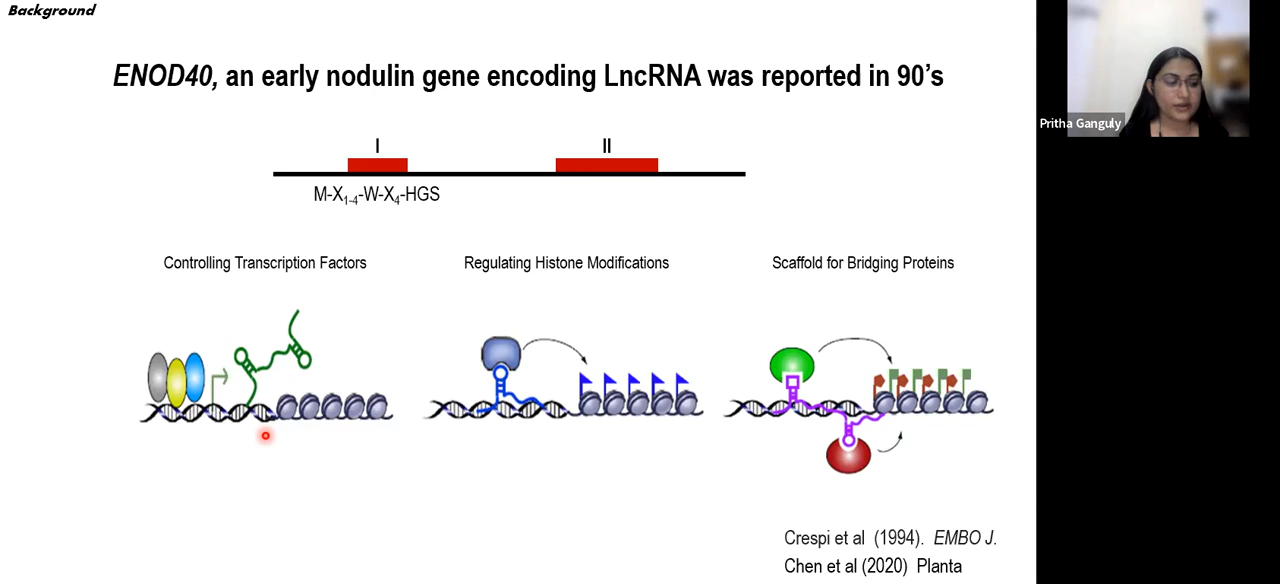 Background
ENOD40, an early nodulin gene encoding LncRNA was reported in 90’s
I II
M-X1-4-W-X4-HGS
Controlling Transcription Factors
Regulating Histone Modifications
Scaffold for Bridging Proteins
Crespi et al (1994). EMBO J.
Chen et al (2020) Planta
Pritha Ganguly